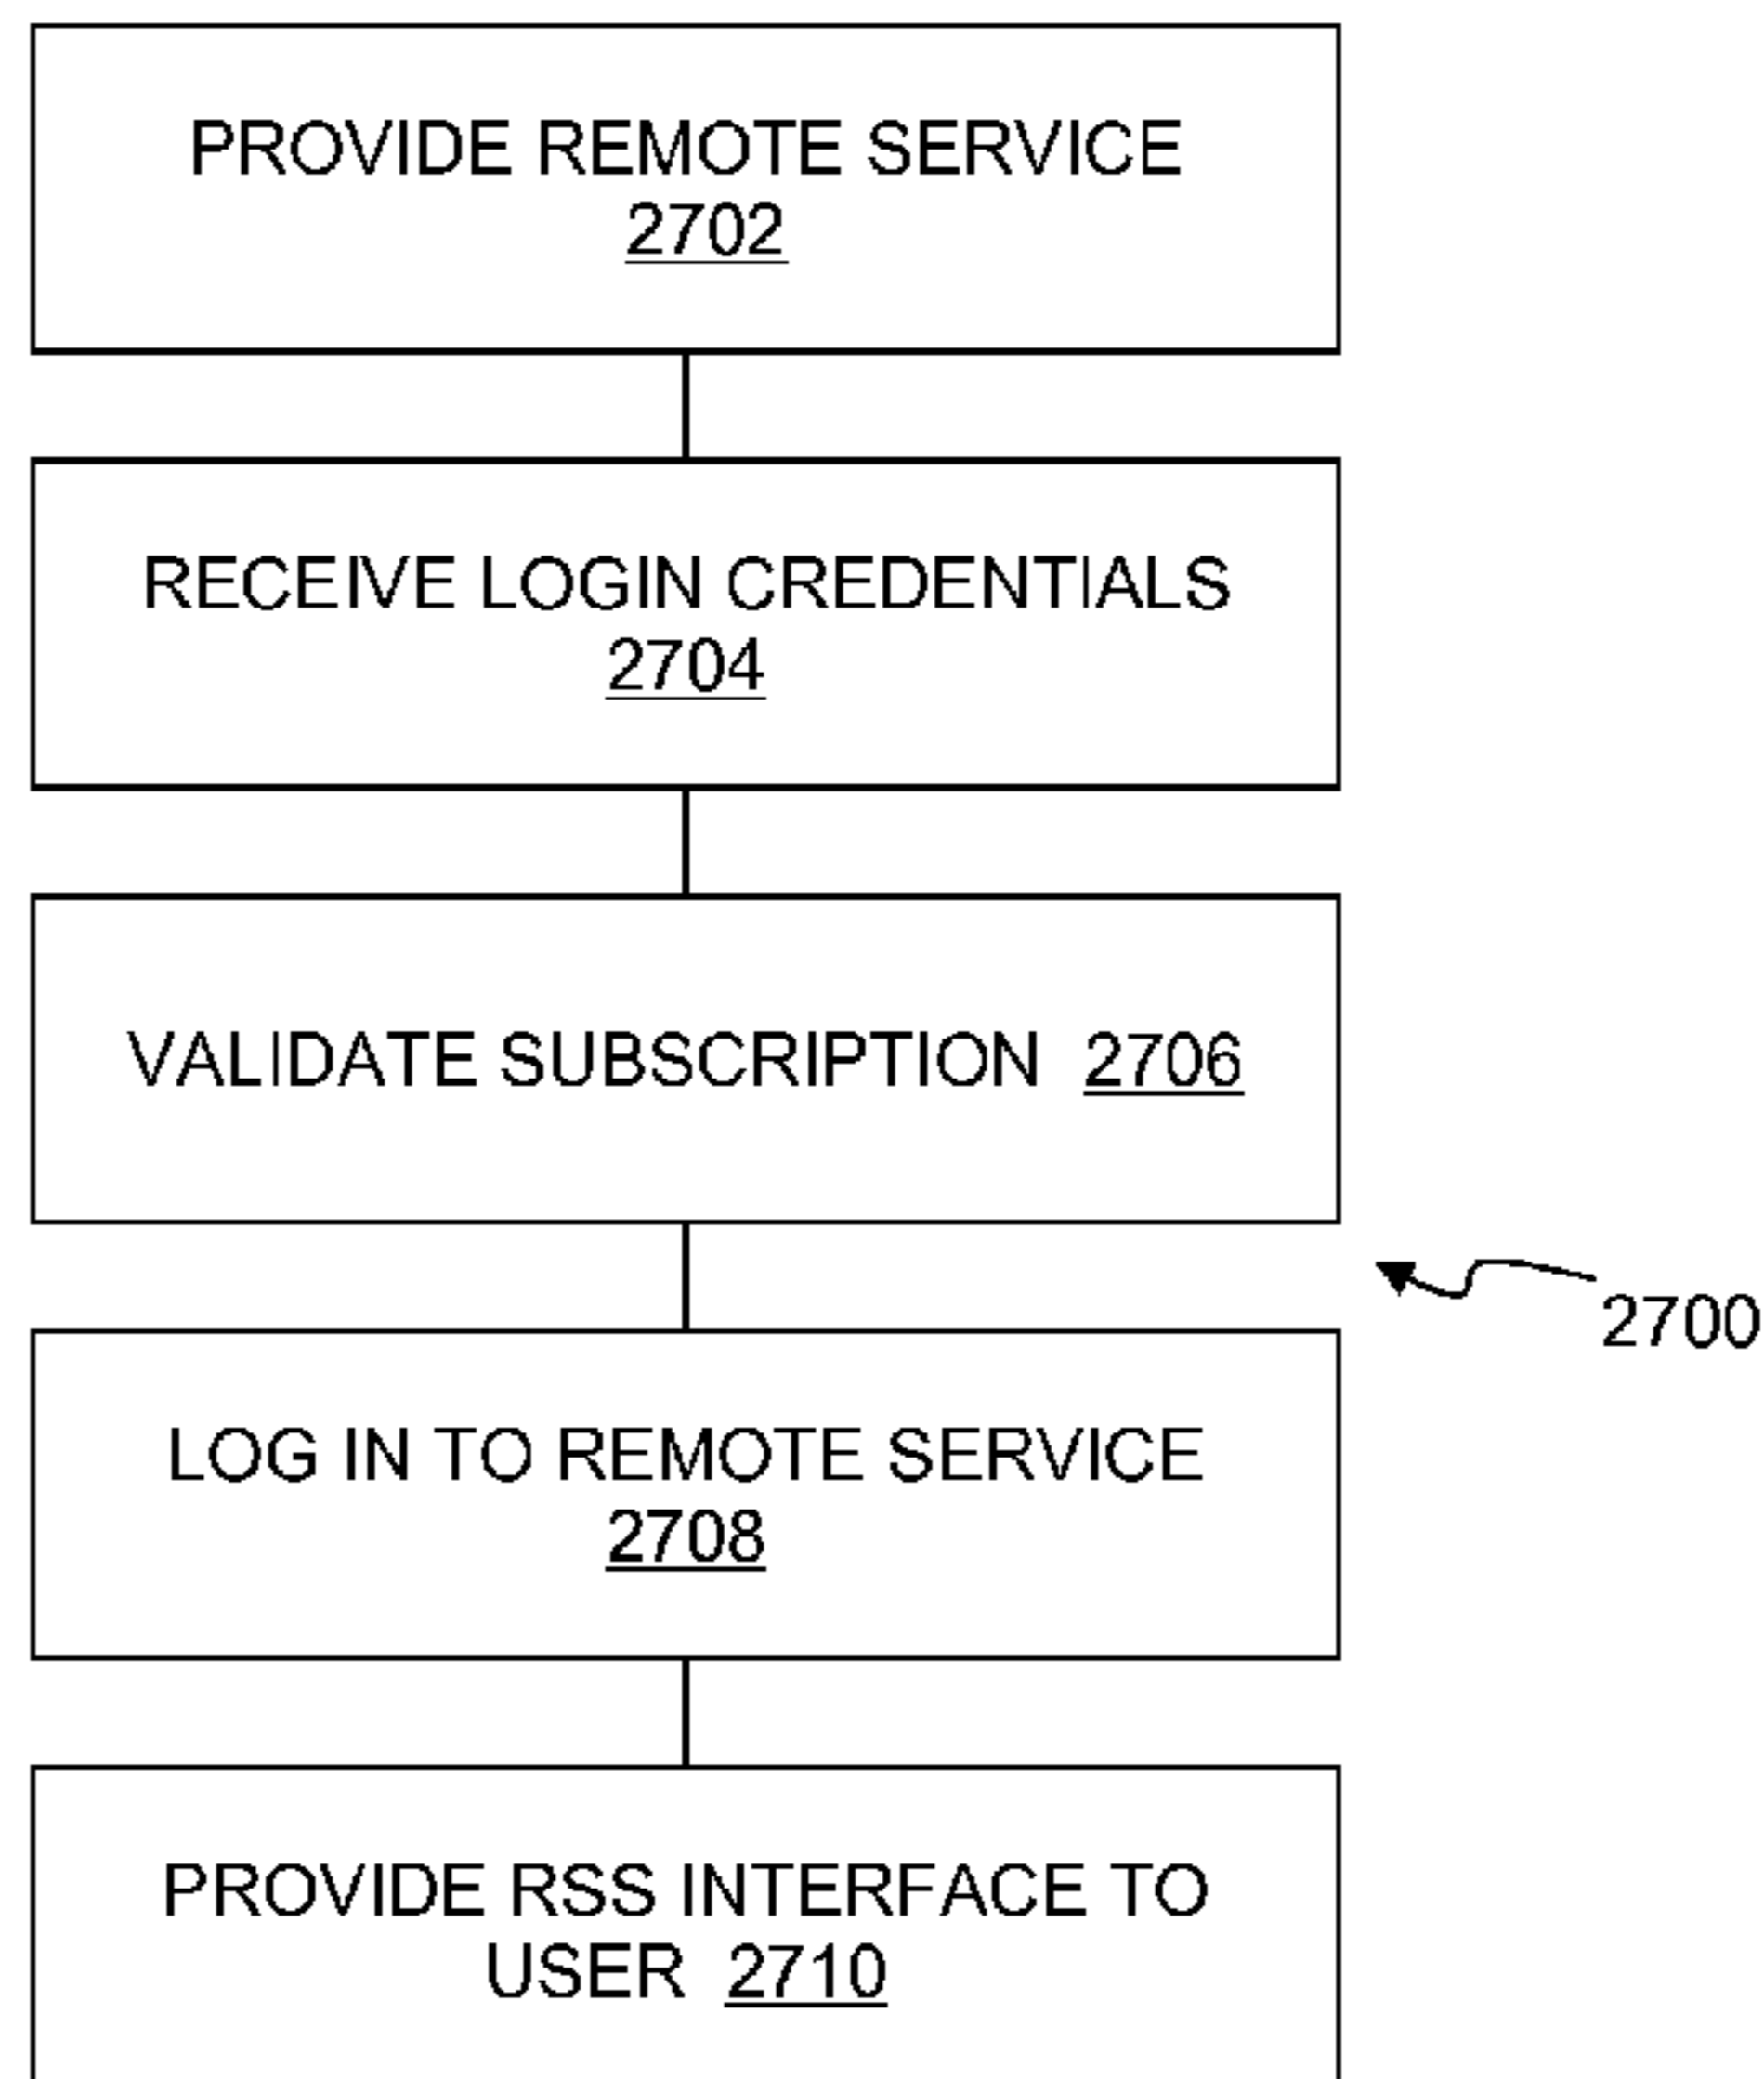 PROVIDE REMOTE SERVICE
2702
RECEIVE LOGIN CREDENTIALS
2704
VALIDATE SUBSCRIPTION 2706
2700
LOG IN TO REMOTE SERVICE
2708
PROVIDE RSS INTERFACE TO
USER 2710